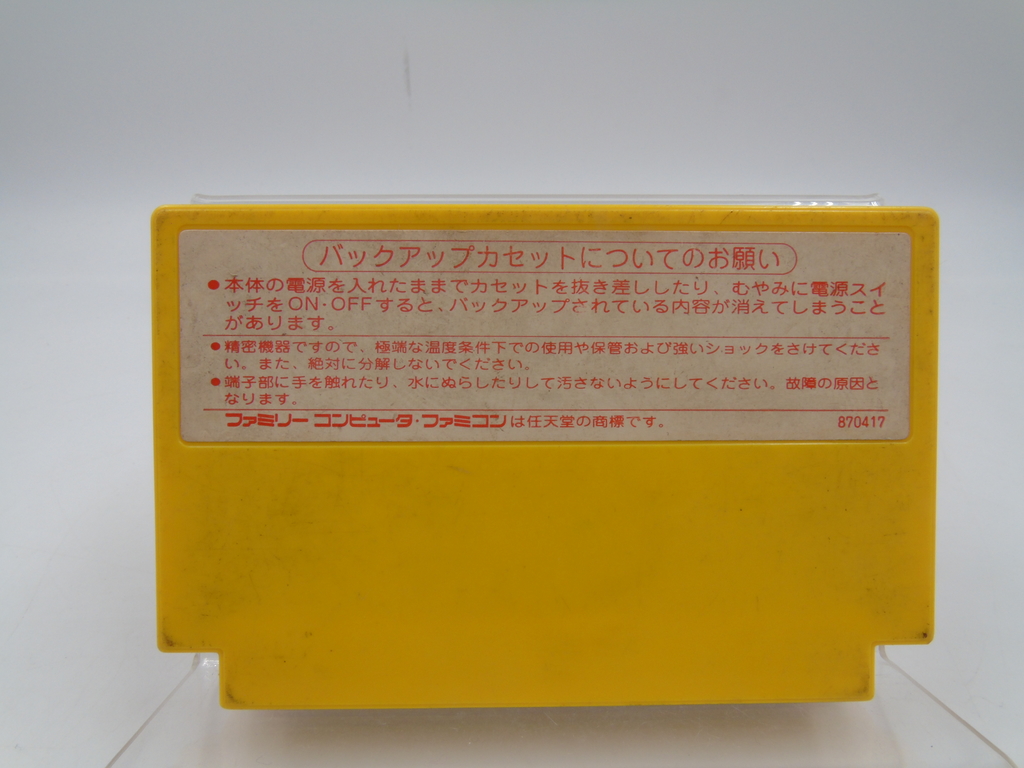 バックアップカセットについてのお願い
●本体の電源を入れたままでカセットを抜き差ししたり、むやみに電源スイ
ッチをON・OFFすると、バックアップされている内容が消えてしまうこと
があります。
●精密機器ですので、極端な温度条件下での使用や保管および強いショックをさけてくださ
い。また、絶対に分解しないでください。
●端子部に手を触れたり、水にぬらしたりして汚さないようにしてください。故障の原因と
なります。
ファミリーコンピュータ・ファミコンは任天堂の商標です。 870417